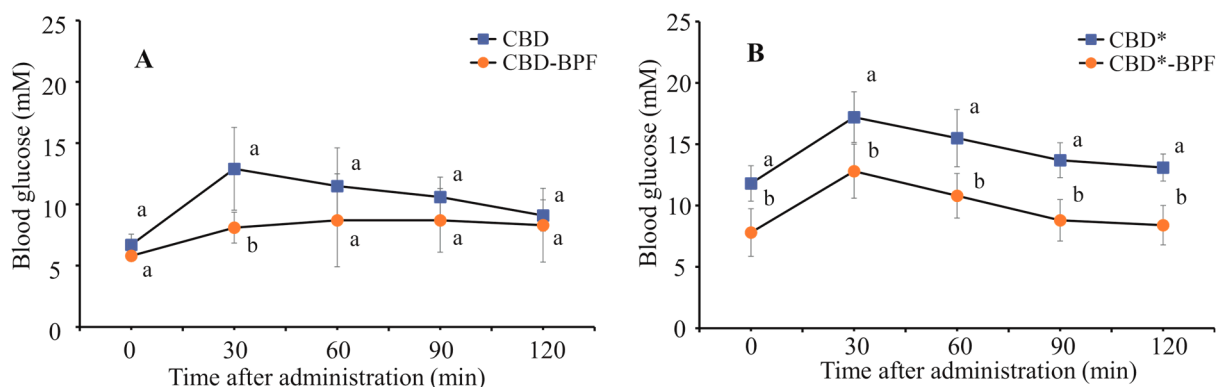 25
20
15
10
5
0
Blood glucose (mM)
A
CBD
CBD-BPF
a
a
a
b
a
a
a
a
a
a
0 30 60 90 120
Time after administration (min)
25
20
15
10
5
0
Blood glucose (mM)
B
CBD*
CBD*-BPF
a
b
a
b
a
b
a
b
a
b
0 30 60 90 120
Time after administration (min)